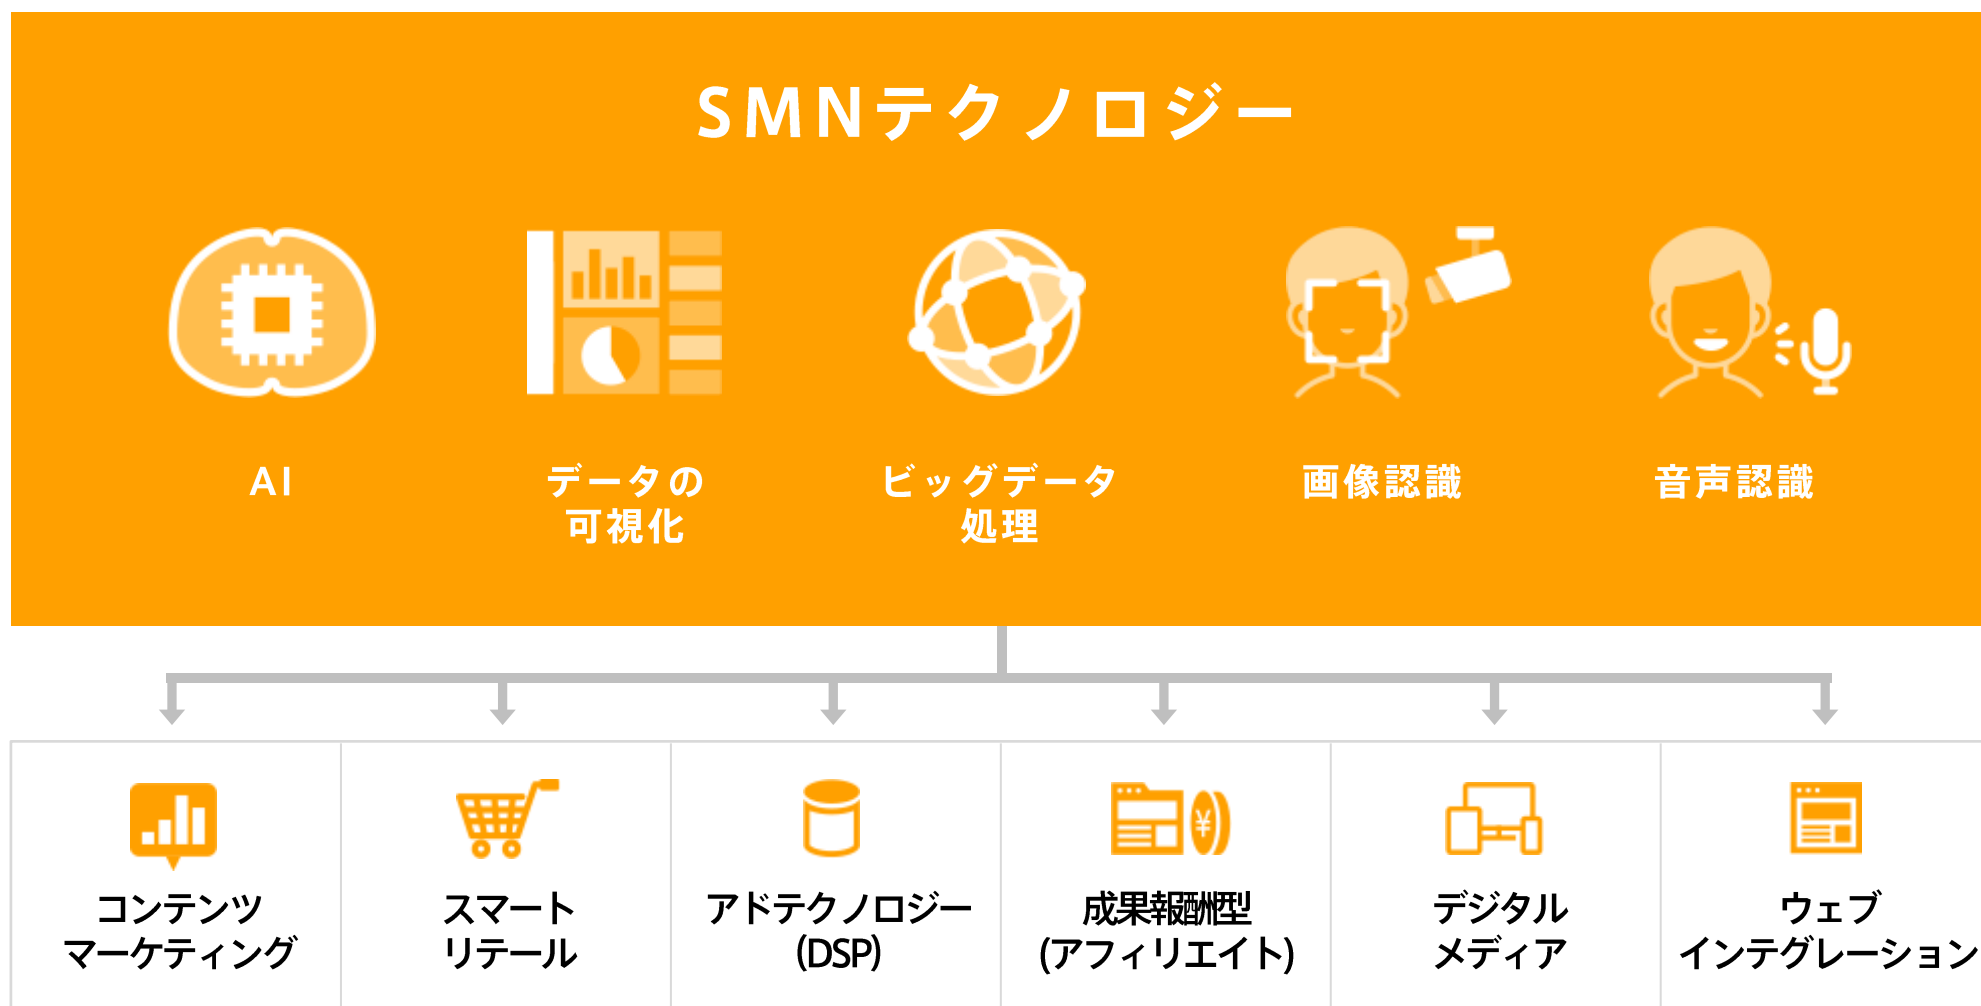 SMNテクノロジー
AI
データの
可視化
ビッグデータ
処理
画像認識
音声認識
¥
コンテンツ
マーケティング
スマート
リテール
アドテクノロジー
(DSP)
成果報酬型
(アフィリエイト)
デジタル
メディア
ウェブ
インテグレーション